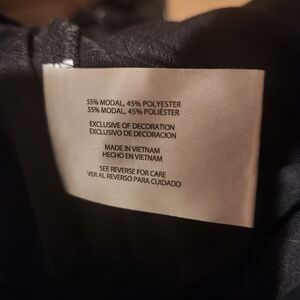 55% MODAL, 45% POLYESTER
55% MODAL, 45% POLIÉSTER
EXCLUSIVE OF DECORATION
EXCLUSIVO DE DECORACION
MADE IN VIETNAM
HECHO EN VIETNAM
SEE REVERSE FOR CARE
VER AL REVERSO PARA CUIDADO